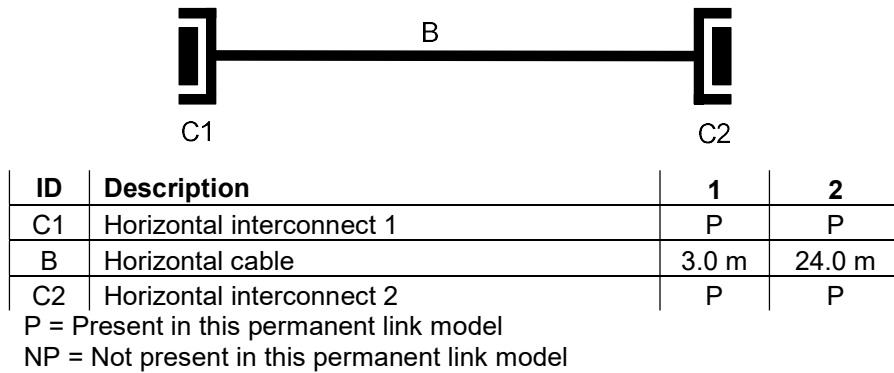 B
C1 C2
ID Description 1 2
C1 Horizontal interconnect 1 P P
B Horizontal cable 3.0 m 24.0 m
C2 Horizontal interconnect 2 P P
P = Present in this permanent link model
NP = Not present in this permanent link model